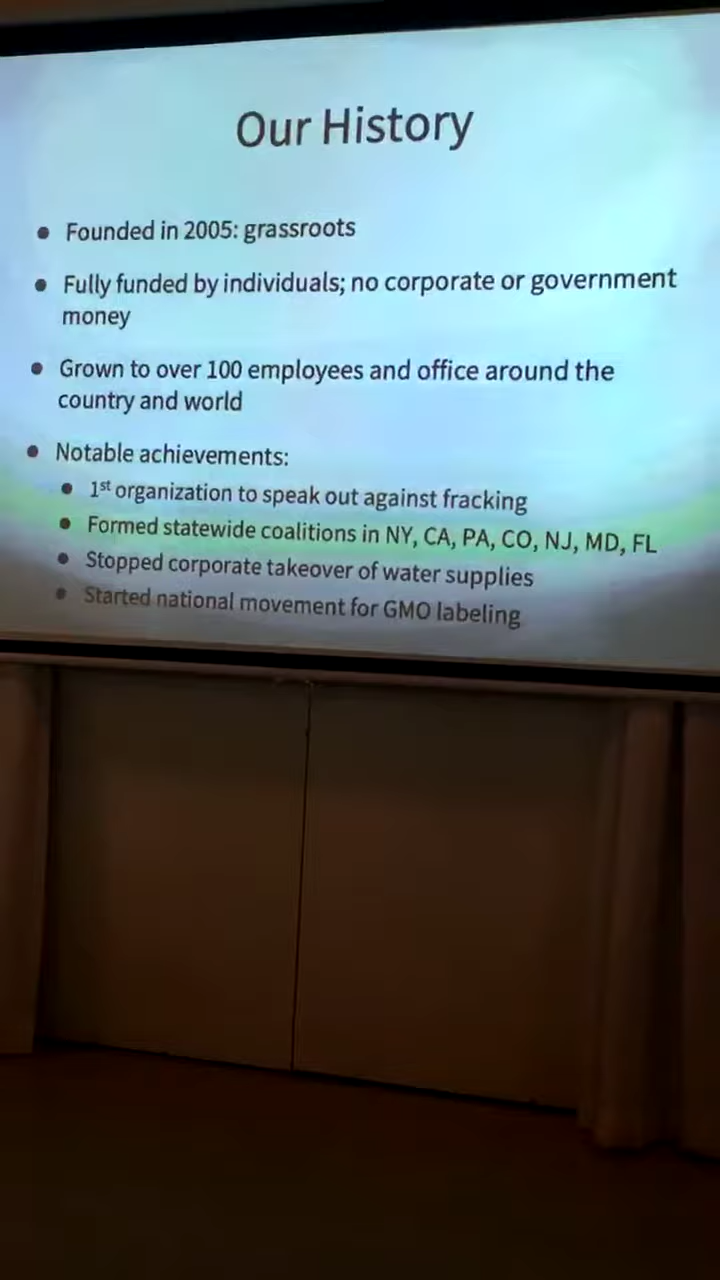 Our History
• Founded in 2005: grassroots
• Fully funded by individuals; no corporate or government
money
• Grown to over 100 employees and office around the
country and world
• Notable achievements:
• 1st organization to speak out against fracking
• Formed statewide coalitions in NY, CA, PA, CO, NJ, MD, FL
• Stopped corporate takeover of water supplies
• Started national movement for GMO labeling